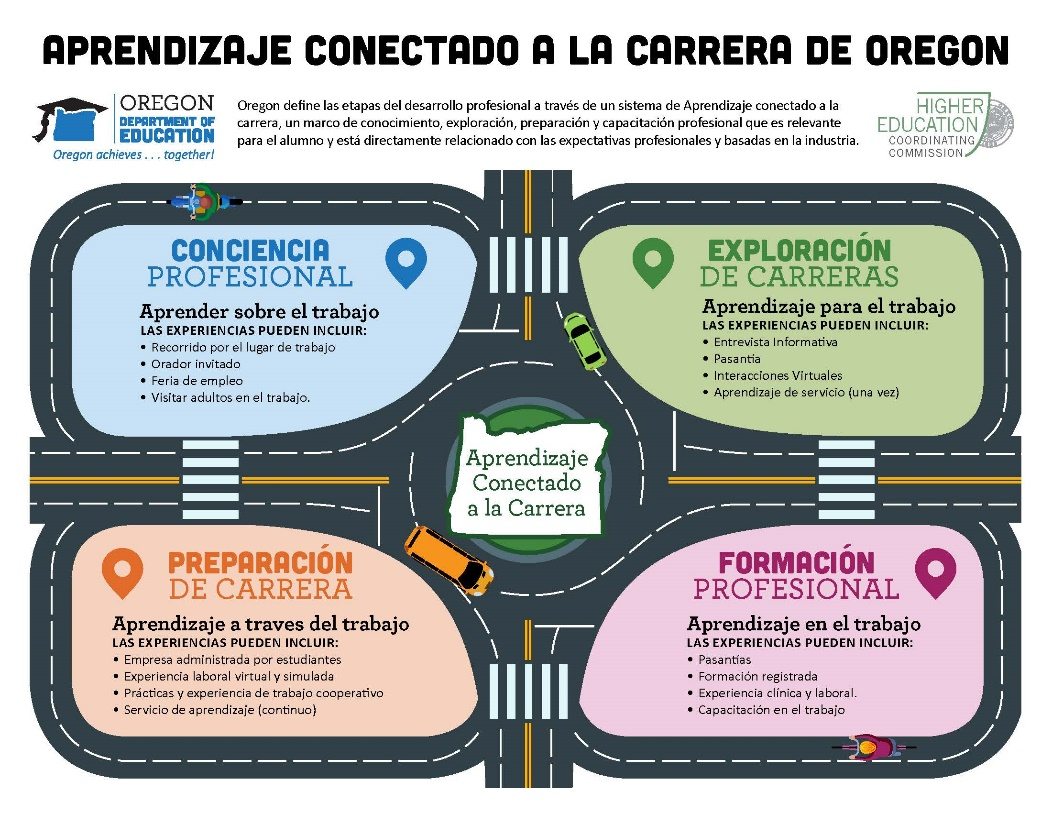 APRENDIZAJE CONECTADO A LA CARRERA DE OREGON
OREGON
DEPARTMENT OF
EDUCATION
Oregon achieves . . . together!
Oregon define las etapas del desarrollo profesional a través de un sistema de Aprendizaje conectado a la
carrera, un marco de conocimiento, exploración, preparación y capacitación profesional que es relevante
para el alumno y está directamente relacionado con las expectativas profesionales y basadas en la industria.
HIGHER
EDUCATION
COORDINATING
COMMISSION
CONCIENCIA
PROFESIONAL
Aprender sobre el trabajo
LAS EXPERIENCIAS PUEDEN INCLUIR:
• Recorrido por el lugar de trabajo
• Orador invitado
• Feria de empleo
• Visitar adultos en el trabajo.
EXPLORACIÓN
DE CARRERAS
Aprendizaje para el trabajo
LAS EXPERIENCIAS PUEDEN INCLUIR:
• Entrevista Informativa
• Pasantía
• Interacciones Virtuales
• Aprendizaje de servicio (una vez)
Aprendizaje
Conectado
a la Carrera
PREPARACIÓN
DE CARRERA
Aprendizaje a traves del trabajo
LAS EXPERIENCIAS PUEDEN INCLUIR:
• Empresa administrada por estudiantes
• Experiencia laboral virtual y simulada
• Prácticas y experiencia de trabajo cooperativo
• Servicio de aprendizaje (continuo)
FORMACIÓN
PROFESIONAL
Aprendizaje en el trabajo
LAS EXPERIENCIAS PUEDEN INCLUIR:
• Pasantías
• Formación registrada
• Experiencia clínica y laboral.
• Capacitación en el trabajo